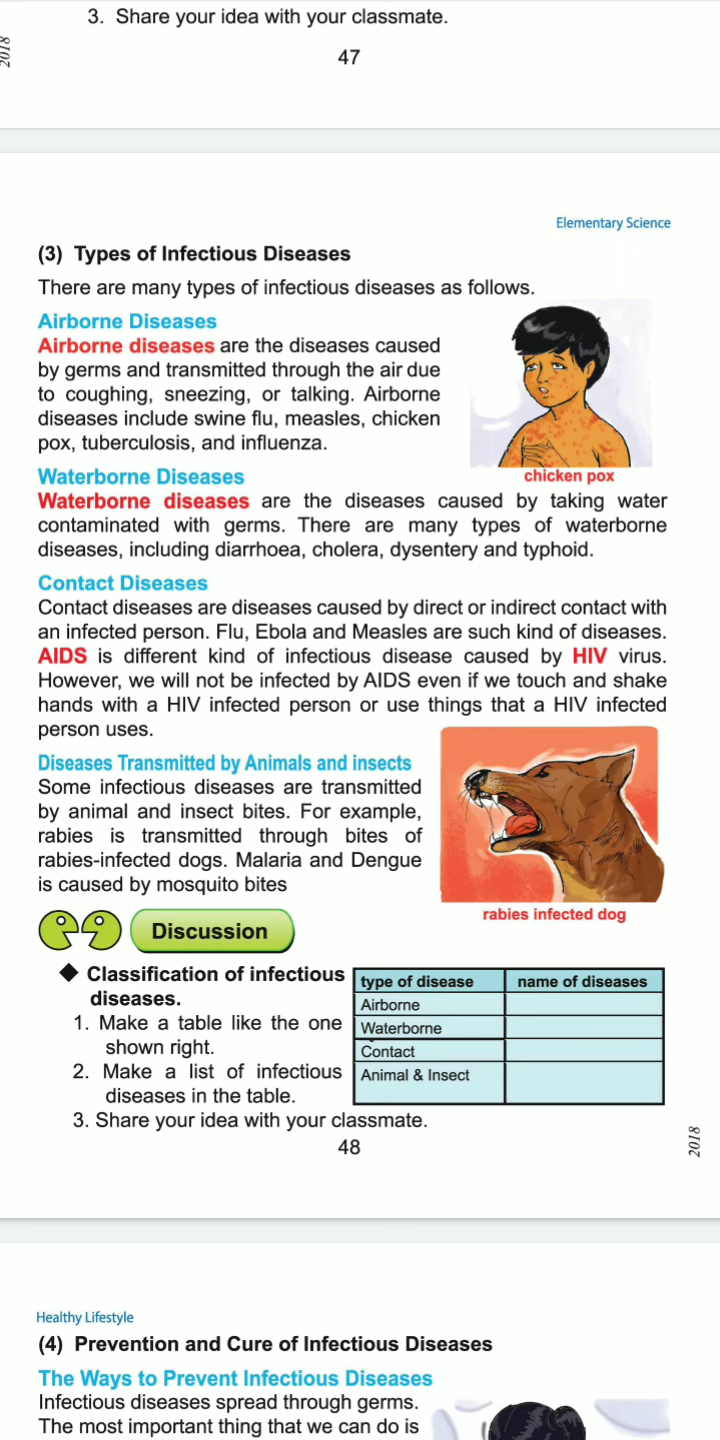 3. Share your idea with your classmate.
2018
47
Elementary Science
(3) Types of Infectious Diseases
There are many types of infectious diseases as follows.
Airborne Diseases
Airborne diseases are the diseases caused
by germs and transmitted through the air due
to coughing, sneezing, or talking. Airborne
diseases include swine flu, measles, chicken
pox, tuberculosis, and influenza.
chicken pox
Waterborne Diseases
Waterborne diseases are the diseases caused by taking water
contaminated with germs. There are many types of waterborne
diseases, including diarrhoea, cholera, dysentery and typhoid.
Contact Diseases
Contact diseases are diseases caused by direct or indirect contact with
an infected person. Flu, Ebola and Measles are such kind of diseases.
AIDS is different kind of infectious disease caused by HIV virus.
However, we will not be infected by AIDS even if we touch and shake
hands with a HIV infected person or use things that a HIV infected
person uses.
Diseases Transmitted by Animals and insects
Some infectious diseases are transmitted
by animal and insect bites. For example,
rabies is transmitted through bites of
rabies-infected dogs. Malaria and Dengue
is caused by mosquito bites
rabies infected dog
Discussion
◆ Classification of infectious
diseases.
1. Make a table like the one
shown right.
2. Make a list of infectious
diseases in the table.
3. Share your idea with your classmate.
type of disease name of diseases
Airborne
Waterborne
Contact
Animal & Insect
48
2018
Healthy Lifestyle
(4) Prevention and Cure of Infectious Diseases
The Ways to Prevent Infectious Diseases
Infectious diseases spread through germs.
The most important thing that we can do is